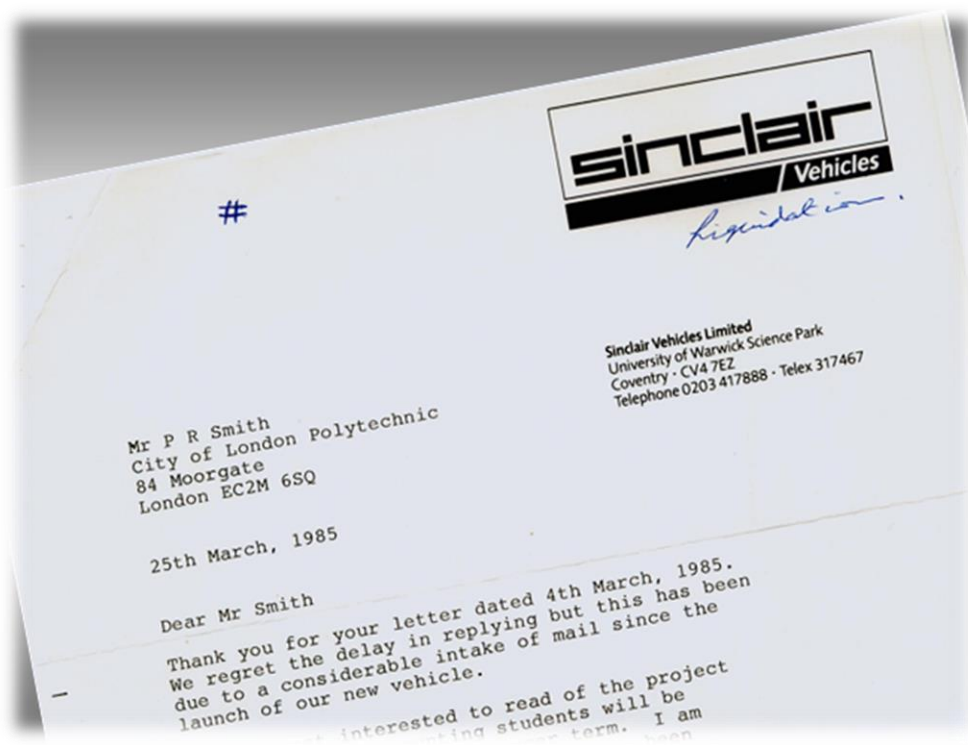 sinclair
Vehicles
Liquidation.
#
Sinclair Vehicles Limited
University of Warwick Science Park
Coventry · CV4 7EZ
Telephone 0203 417888 · Telex 317467
Mr P R Smith
City of London Polytechnic
84 Moorgate
London EC2M 6SQ
25th March, 1985
Dear Mr Smith
Thank you for your letter dated 4th March, 1985.
We regret the delay in replying but this has been
due to a considerable intake of mail since the
launch of our new vehicle.
interested to read of the project
students will be
term. I am
been